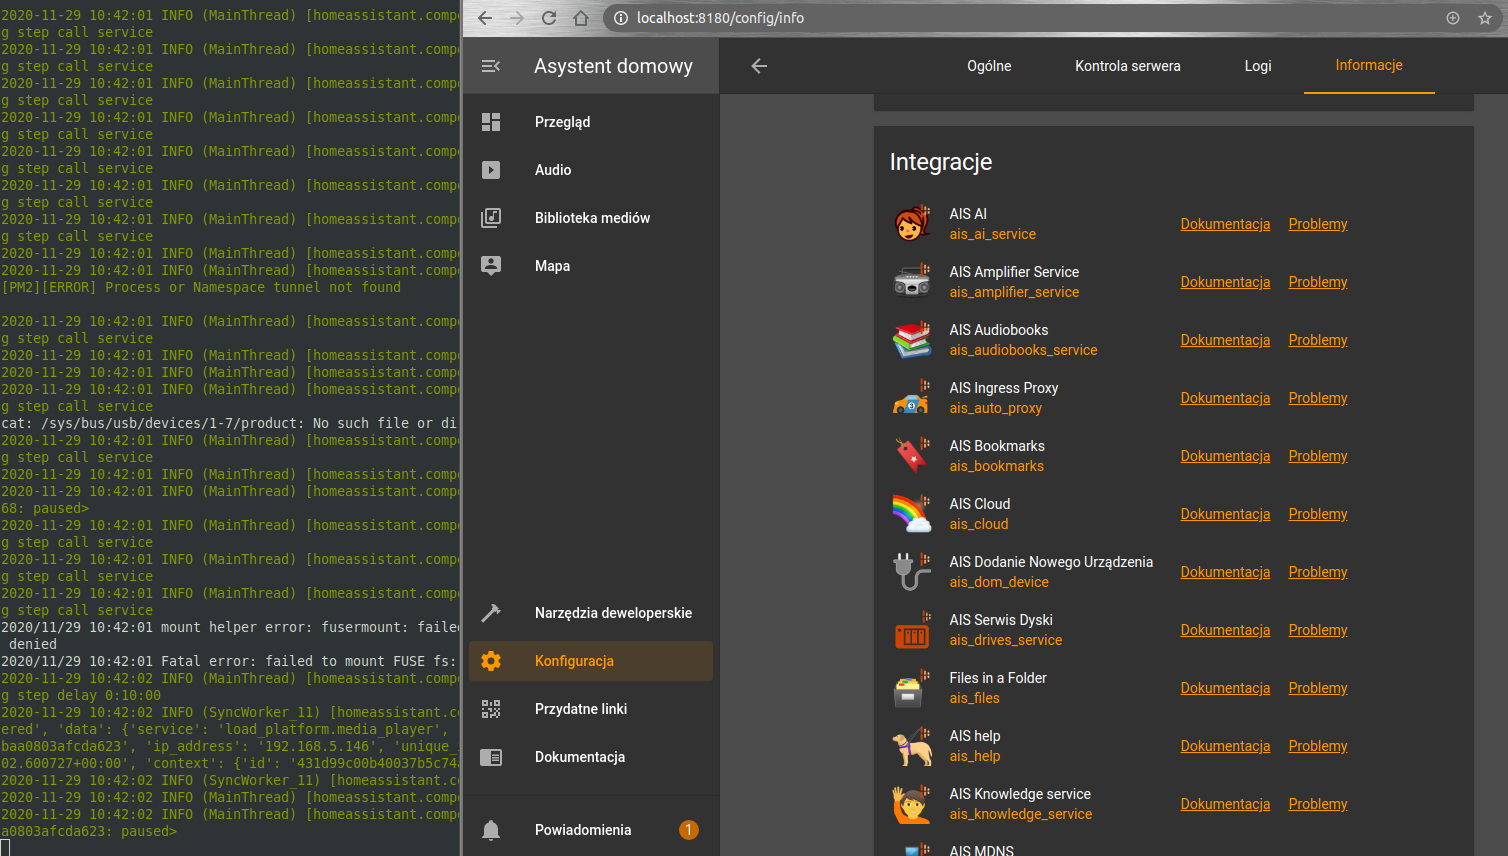 2020-11-29 10:42:01 INFO (MainThread) [homeassistant.comp
g step call service
2020-11-29 10:42:01 INFO (MainThread) [homeassistant.comp
g step call service
2020-11-29 10:42:01 INFO (MainThread) [homeassistant.comp
g step call service
2020-11-29 10:42:01 INFO (MainThread) [homeassistant.comp
g step call service
2020-11-29 10:42:01 INFO (MainThread) [homeassistant.comp
g step call service
2020-11-29 10:42:01 INFO (MainThread) [homeassistant.comp
g step call service
2020-11-29 10:42:01 INFO (MainThread) [homeassistant.comp
g step call service
2020-11-29 10:42:01 INFO (MainThread) [homeassistant.comp
2020-11-29 10:42:01 INFO (MainThread) [homeassistant.comp
[PM2][ERROR] Process or Namespace tunnel not found
2020-11-29 10:42:01 INFO (MainThread) [homeassistant.comp
g step call service
2020-11-29 10:42:01 INFO (MainThread) [homeassistant.comp
2020-11-29 10:42:01 INFO (MainThread) [homeassistant.comp
2020-11-29 10:42:01 INFO (MainThread) [homeassistant.comp
g step call service
cat: /sys/bus/usb/devices/1-7/product: No such file or di
2020-11-29 10:42:01 INFO (MainThread) [homeassistant.comp
g step call service
2020-11-29 10:42:01 INFO (MainThread) [homeassistant.comp
2020-11-29 10:42:01 INFO (MainThread) [homeassistant.comp
68: paused>
2020-11-29 10:42:01 INFO (MainThread) [homeassistant.comp
g step call service
2020-11-29 10:42:01 INFO (MainThread) [homeassistant.comp
g step call service
2020-11-29 10:42:01 INFO (MainThread) [homeassistant.comp
g step call service
2020/11/29 10:42:01 mount helper error: fusermount: faile
denied
2020/11/29 10:42:01 Fatal error: failed to mount FUSE fs:
2020-11-29 10:42:02 INFO (MainThread) [homeassistant.comp
g step delay 0:10:00
2020-11-29 10:42:02 INFO (SyncWorker_11) [homeassistant.c
ered', 'data': {'service': 'load_platform.media_player',
baa0803afcda623', 'ip_address': '192.168.5.146', 'unique_
02.600727+00:00', 'context': {'id': '431d99c00b40037b5c74
2020-11-29 10:42:02 INFO (SyncWorker_11) [homeassistant.c
2020-11-29 10:42:02 INFO (MainThread) [homeassistant.comp
2020-11-29 10:42:02 INFO (MainThread) [homeassistant.comp
a0803afcda623: paused>
localhost:8180/config/info
Asystent domowy
Przegląd
Audio
Biblioteka mediów
Mapa
Narzędzia deweloperskie
Konfiguracja
Przydatne linki
Dokumentacja
Powiadomienia 1
Ogólne Kontrola serwera Logi Informacje
Integracje
AIS AI
ais_ai_service
Dokumentacja Problemy
AIS Amplifier Service
ais_amplifier_service
Dokumentacja Problemy
AIS Audiobooks
ais_audiobooks_service
Dokumentacja Problemy
AIS Ingress Proxy
ais_auto_proxy
Dokumentacja Problemy
AIS Bookmarks
ais_bookmarks
Dokumentacja Problemy
AIS Cloud
ais_cloud
Dokumentacja Problemy
AIS Dodanie Nowego Urządzenia
ais_dom_device
Dokumentacja Problemy
AIS Serwis Dyski
ais_drives_service
Dokumentacja Problemy
Files in a Folder
ais_files
Dokumentacja Problemy
AIS help
ais_help
Dokumentacja Problemy
AIS Knowledge service
ais_knowledge_service
Dokumentacja Problemy
AIS MDNS